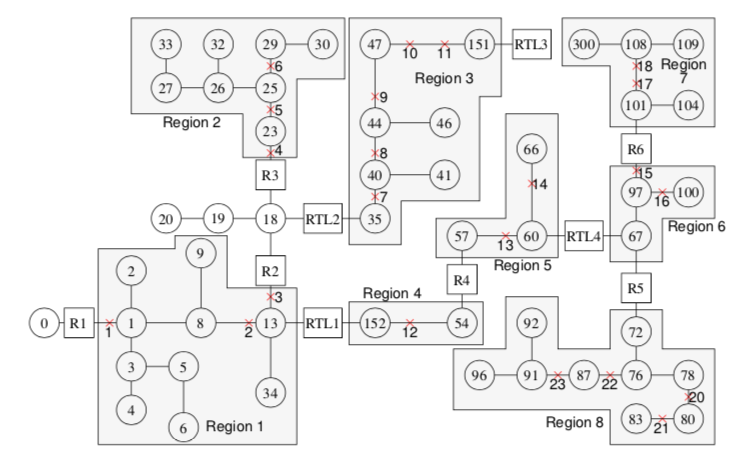 33 32 29 30 47 10 11 151 RTL3 300 108 109
6 18 Region 7
Region 3 17
27 26 25 9 101 104
5
Region 2 23 44 46 66
4 8 R6
R3 40 41 14 15
7 97 16 100
20 19 18 RTL2 35 57 13 60 RTL4 67 Region 6
9 Region 5
2 R2 R4 R5
3 Region 4
0 R1 1 1 8 2 13 RTL1 152 12 54 92 72
3 5 96 91 23 87 22 76 78
34 20
4 6 Region 1 Region 8 83 21 80